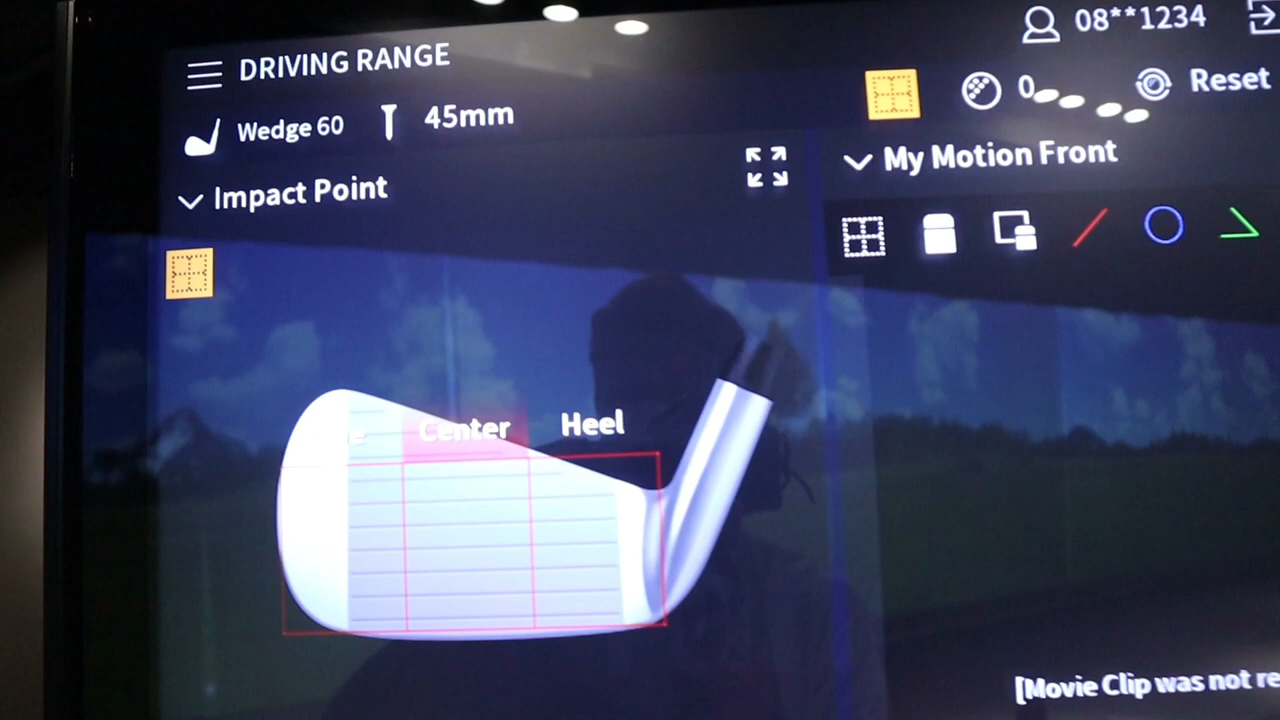 DRIVING RANGE
08**1234
Wedge 60
45mm
0
Reset
Impact Point
My Motion Front
Center
Heel
[Movie Clip was not